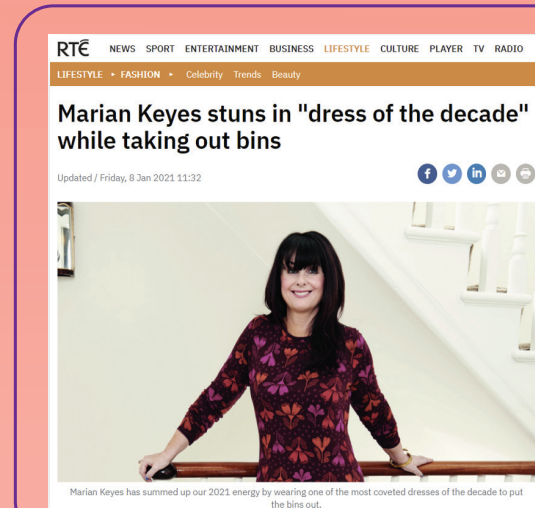 RTÉ NEWS SPORT ENTERTAINMENT BUSINESS LIFESTYLE CULTURE PLAYER TV RADIO
LIFESTYLE ▸ FASHION ▸ Celebrity Trends Beauty
Marian Keyes stuns in "dress of the decade"
while taking out bins
Updated / Friday, 8 Jan 2021 11:32
Marian Keyes has summed up our 2021 energy by wearing one of the most coveted dresses of the decade to put
the bins out.